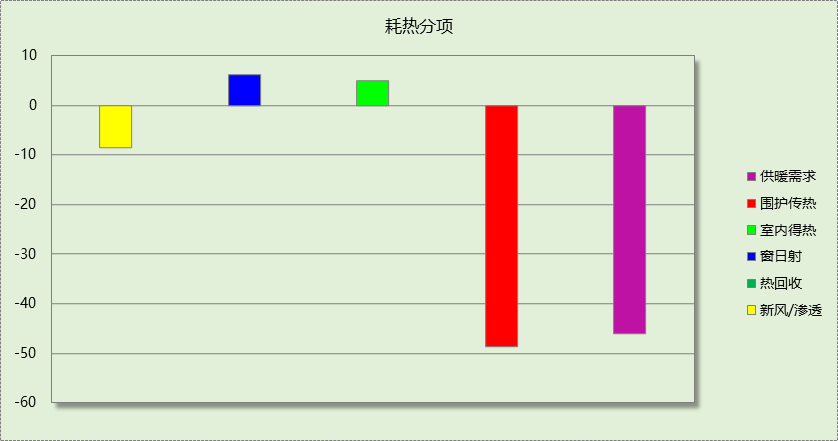 耗热分项
10
0
-10
-20
-30
-40
-50
-60
供暖需求
围护传热
室内得热
窗日射
热回收
新风/渗透